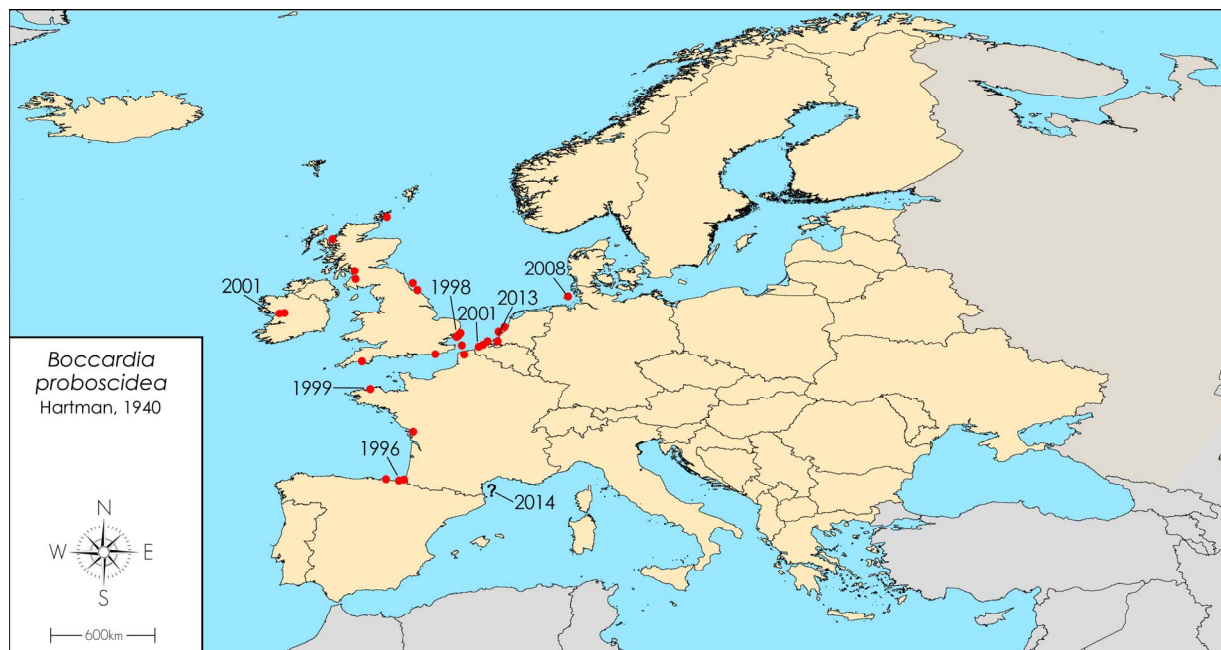 2008
1998
2013
2001
2001
1999
1996
?
2014
Boccardia
proboscidea
Hartman, 1940
N
W
E
S
600km